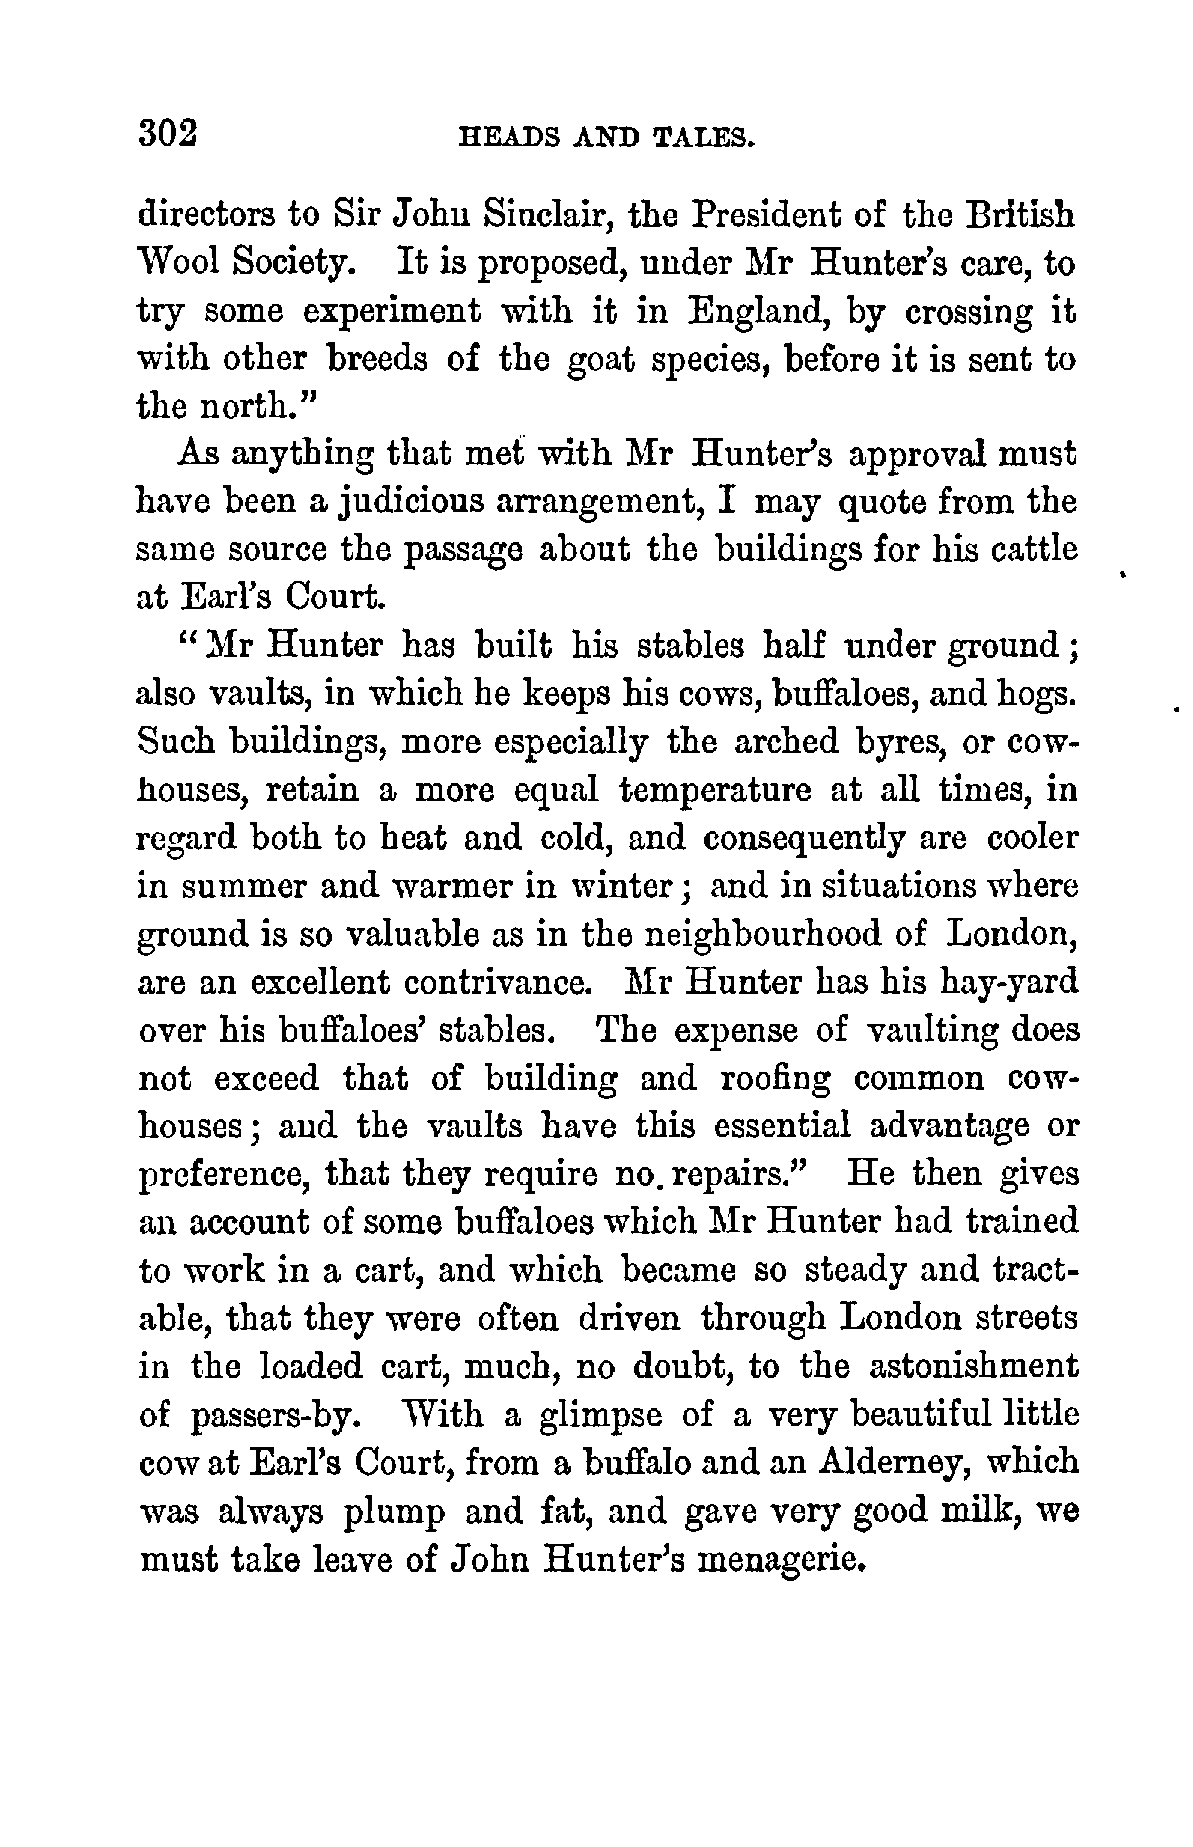 302 HEADS AND TALES.
directors to Sir John Sinclair, the President of the British
Wool Society. It is proposed, under Mr Hunter's care, to
try some experiment with it in England, by crossing it
with other breeds of the goat species, before it is sent to
the north."
As anything that met with Mr Hunter's approval must
have been a judicious arrangement, I may quote from the
same source the passage about the buildings for his cattle
at Earl's Court.
"Mr Hunter has built his stables half under ground;
also vaults, in which he keeps his cows, buffaloes, and hogs.
Such buildings, more especially the arched byres, or cow-
houses, retain a more equal temperature at all times, in
regard both to heat and cold, and consequently are cooler
in summer and warmer in winter; and in situations where
ground is so valuable as in the neighbourhood of London,
are an excellent contrivance. Mr Hunter has his hay-yard
over his buffaloes' stables. The expense of vaulting does
not exceed that of building and roofing common cow-
houses; and the vaults have this essential advantage or
preference, that they require no. repairs." He then gives
an account of some buffaloes which Mr Hunter had trained
to work in a cart, and which became so steady and tract-
able, that they were often driven through London streets
in the loaded cart, much, no doubt, to the astonishment
of passers-by. With a glimpse of a very beautiful little
cow at Earl's Court, from a buffalo and an Alderney, which
was always plump and fat, and gave very good milk, we
must take leave of John Hunter's menagerie.